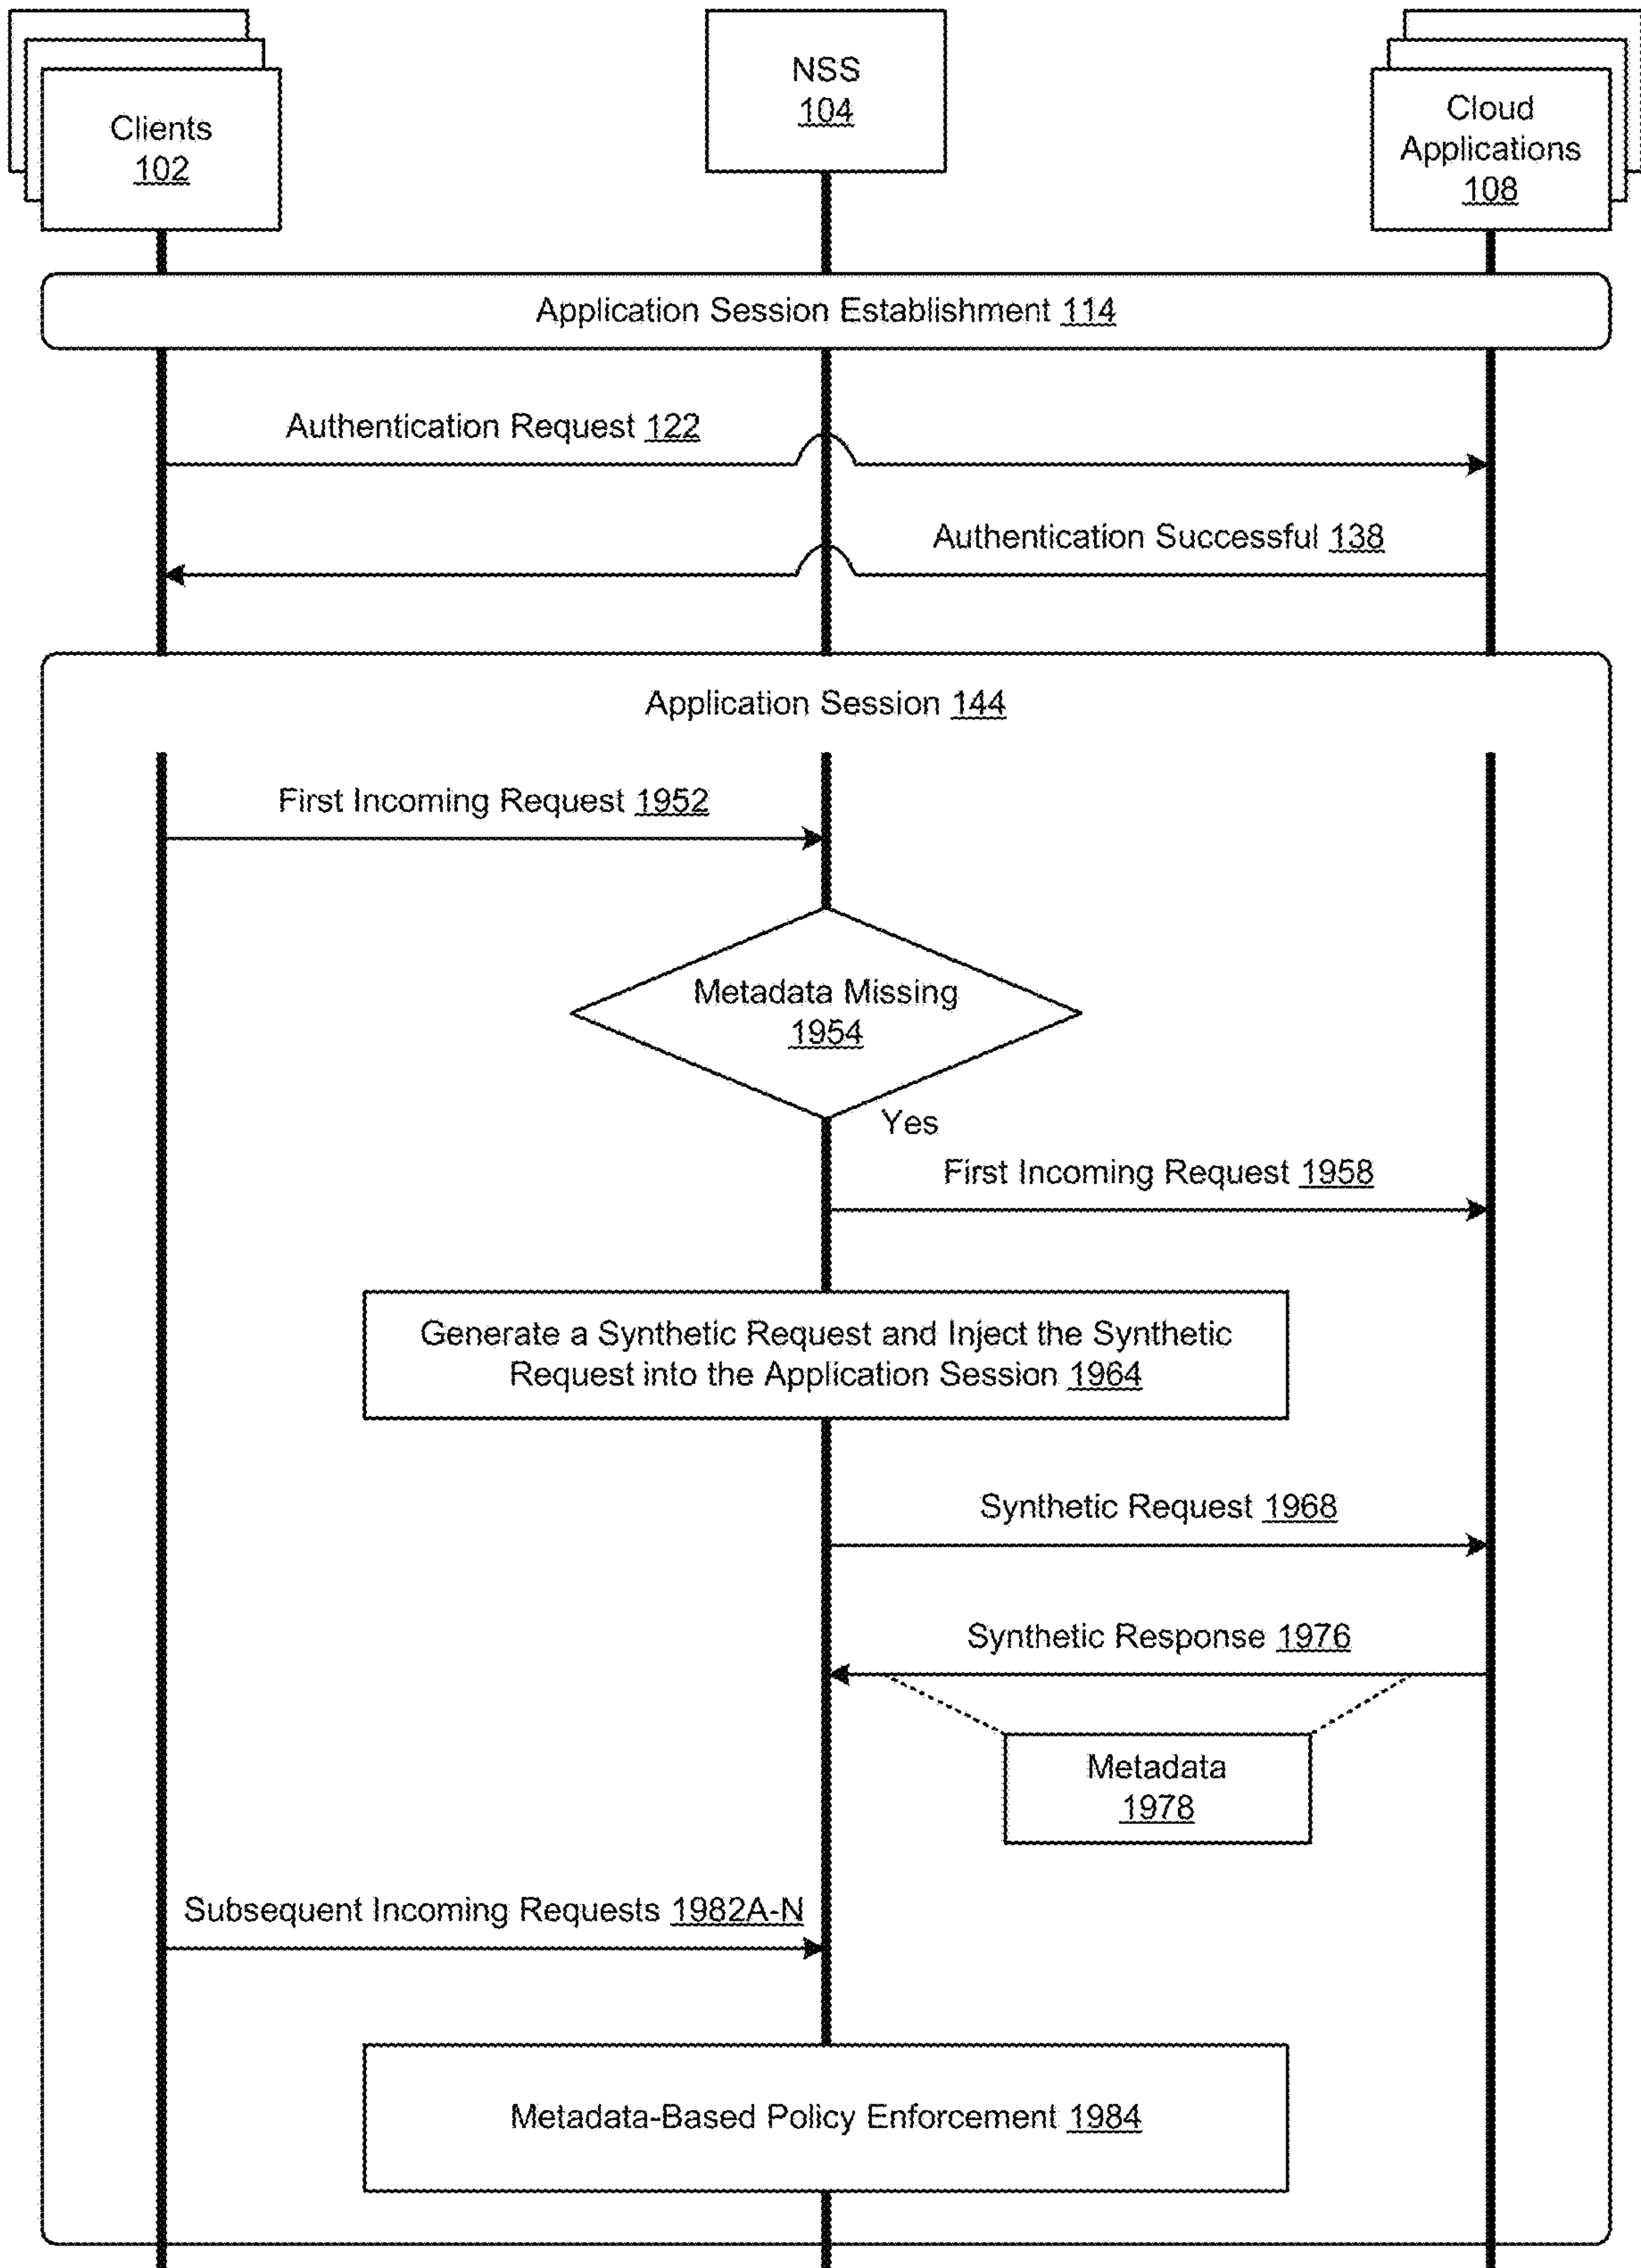 Clients
102
NSS
104
Cloud
Applications
108
Application Session Establishment 114
Authentication Request 122
Authentication Successful 138
Application Session 144
First Incoming Request 1952
Metadata Missing
1954
Yes
First Incoming Request 1958
Generate a Synthetic Request and Inject the Synthetic
Request into the Application Session 1964
Synthetic Request 1968
Synthetic Response 1976
Metadata
1978
Subsequent Incoming Requests 1982A-N
Metadata-Based Policy Enforcement 1984